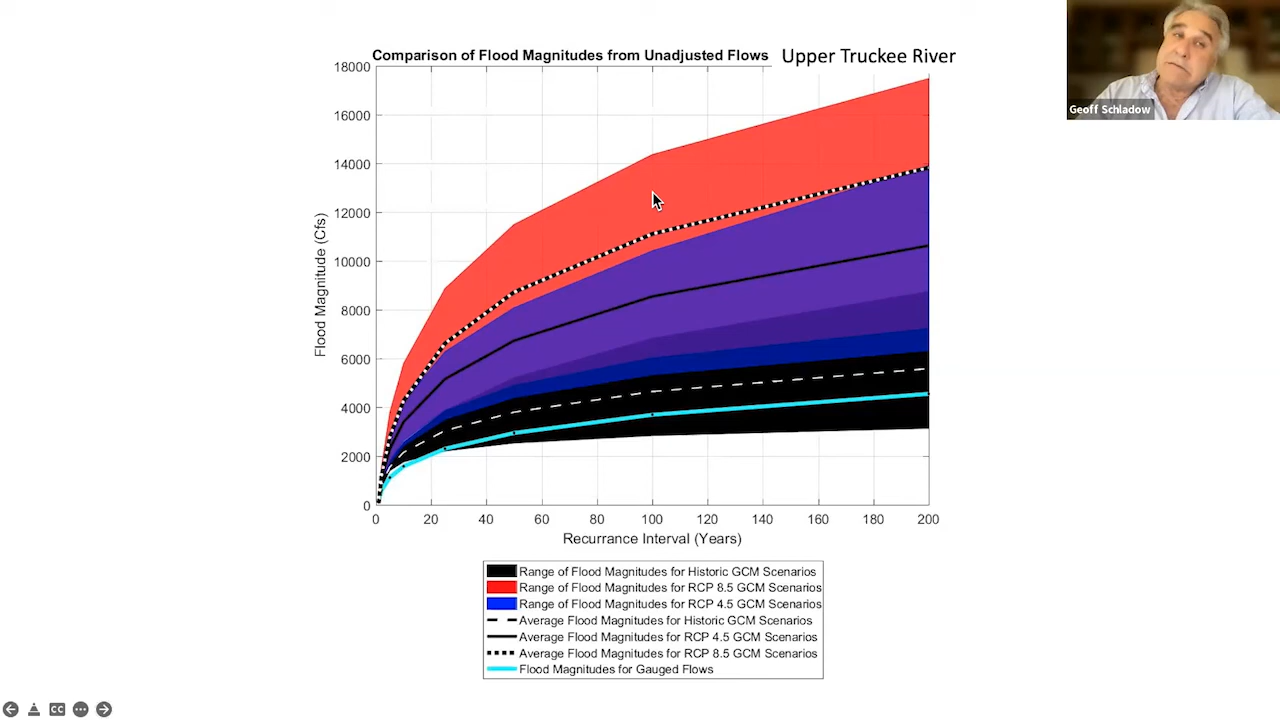 Comparison of Flood Magnitudes from Unadjusted Flows Upper Truckee River
Geoff Schladow
18000
16000
14000
12000
10000
8000
6000
4000
2000
0
Flood Magnitude (Cfs)
0 20 40 60 80 100 120 140 160 180 200
Recurrance Interval (Years)
Range of Flood Magnitudes for Historic GCM Scenarios
Range of Flood Magnitudes for RCP 8.5 GCM Scenarios
Range of Flood Magnitudes for RCP 4.5 GCM Scenarios
Average Flood Magnitudes for Historic GCM Scenarios
Average Flood Magnitudes for RCP 4.5 GCM Scenarios
Average Flood Magnitudes for RCP 8.5 GCM Scenarios
Flood Magnitudes for Gauged Flows
CC